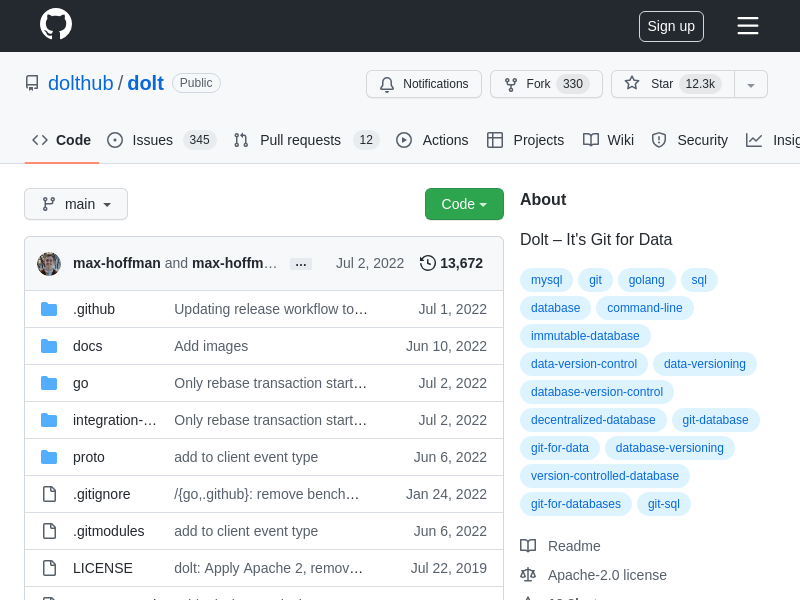 Sign up
dolthub / dolt Public
Notifications Fork 330 Star 12.3k
Code Issues 345 Pull requests 12 Actions Projects Wiki Security Insig
main Code
max-hoffman and max-hoffm… … Jul 2, 2022 13,672
.github Updating release workflow to… Jul 1, 2022
docs Add images Jun 10, 2022
go Only rebase transaction start… Jul 2, 2022
integration-… Only rebase transaction start… Jul 2, 2022
proto add to client event type Jun 6, 2022
.gitignore /{go,.github}: remove bench… Jan 24, 2022
.gitmodules add to client event type Jun 6, 2022
LICENSE dolt: Apply Apache 2, remov… Jul 22, 2019
About
Dolt – It's Git for Data
mysql git golang sql
database command-line
immutable-database
data-version-control data-versioning
database-version-control
decentralized-database git-database
git-for-data database-versioning
version-controlled-database
git-for-databases git-sql
Readme
Apache-2.0 license